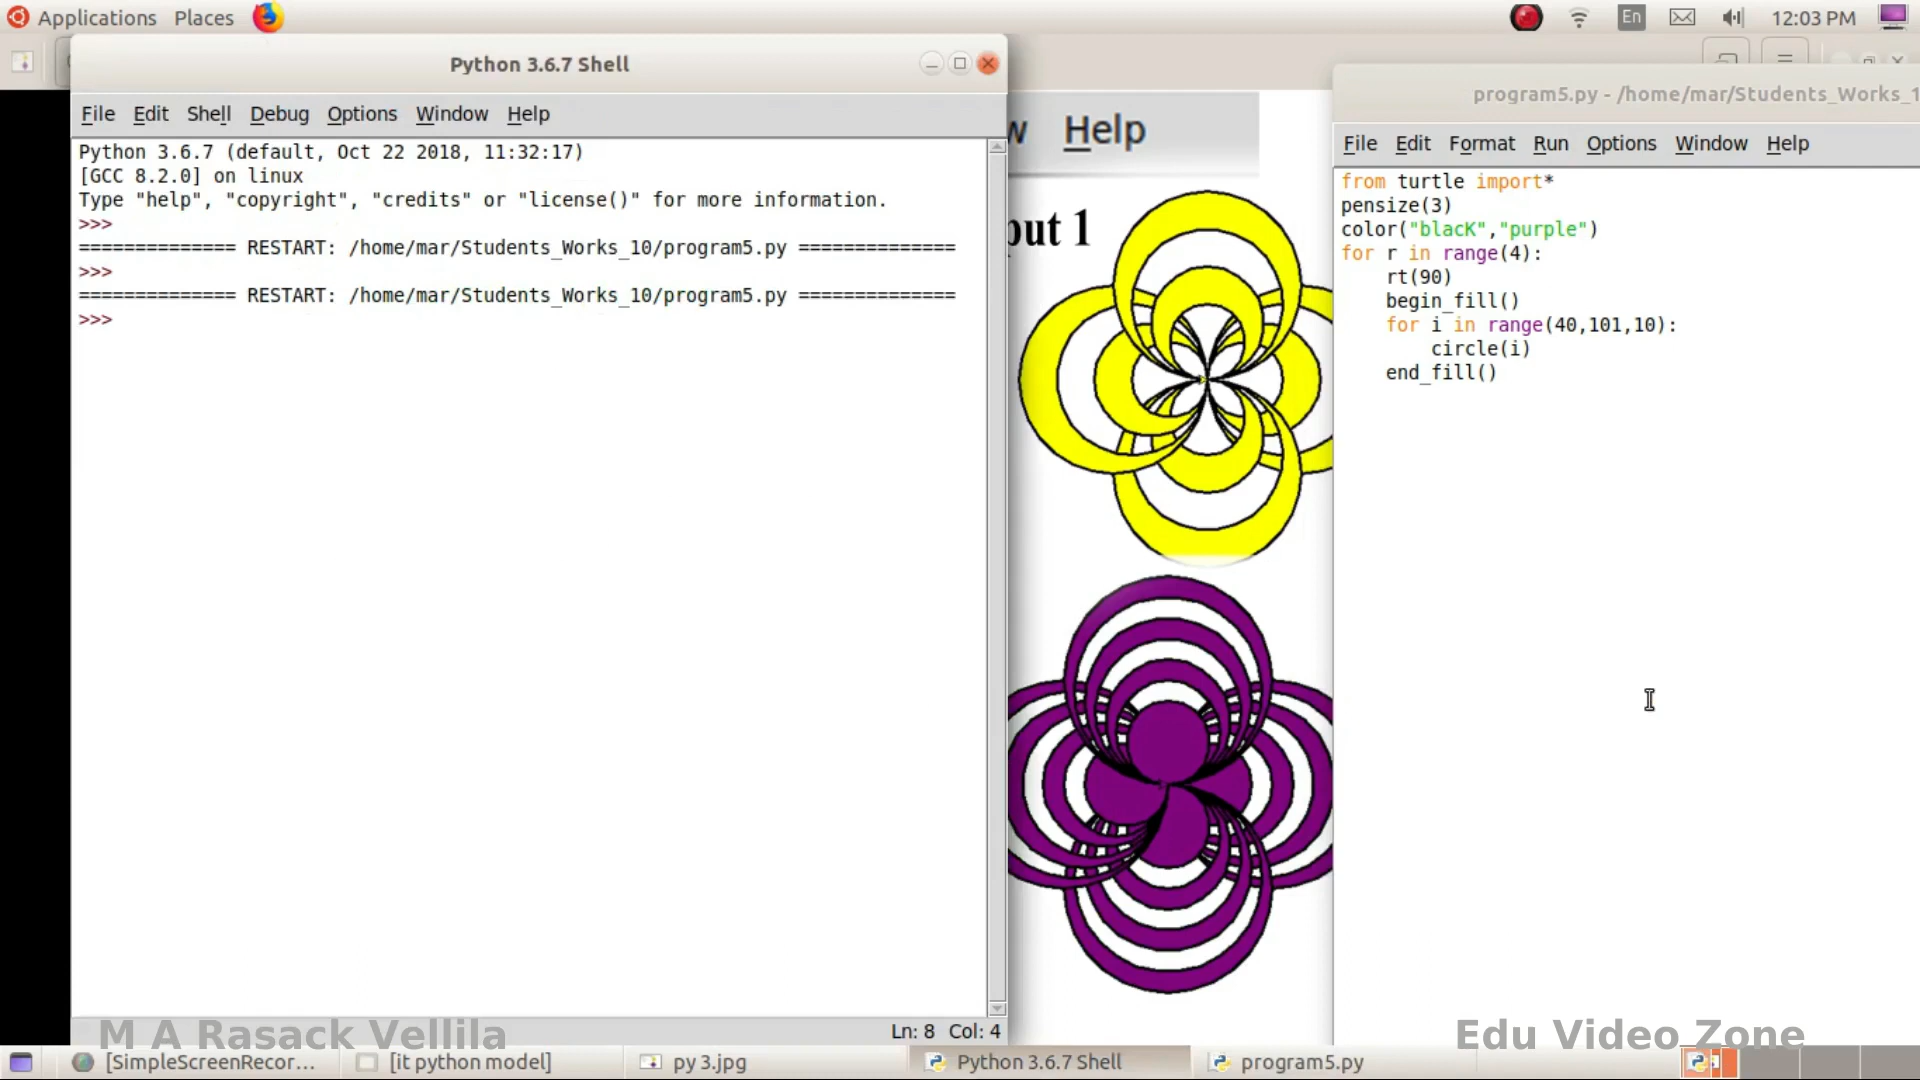 Applications Places
En
12:03 PM
Python 3.6.7 Shell
File Edit Shell Debug Options Window Help
Python 3.6.7 (default, Oct 22 2018, 11:32:17)
[GCC 8.2.0] on linux
Type "help", "copyright", "credits" or "license()" for more information.
>>>
============== RESTART: /home/mar/Students_Works_10/program5.py ==============
>>>
============== RESTART: /home/mar/Students_Works_10/program5.py ==============
>>>
Ln: 8 Col: 4
w Help
put 1
program5.py - /home/mar/Students_Works_1
File Edit Format Run Options Window Help
from turtle import*
pensize(3)
color("blacK","purple")
for r in range(4):
    rt(90)
    begin_fill()
    for i in range(40,101,10):
        circle(i)
    end_fill()
M A Rasack Vellila
Edu Video Zone
[SimpleScreenRecor... [it python model] py 3.jpg Python 3.6.7 Shell program5.py